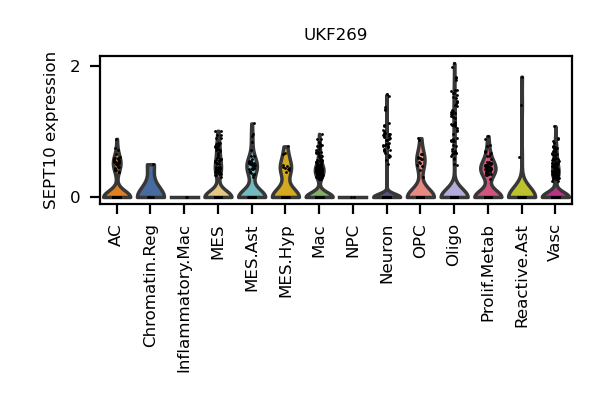 UKF269
SEPT10 expression
2
0
AC
Chromatin.Reg
Inflammatory.Mac
MES
MES.Ast
MES.Hyp
Mac
NPC
Neuron
OPC
Oligo
Prolif.Metab
Reactive.Ast
Vasc